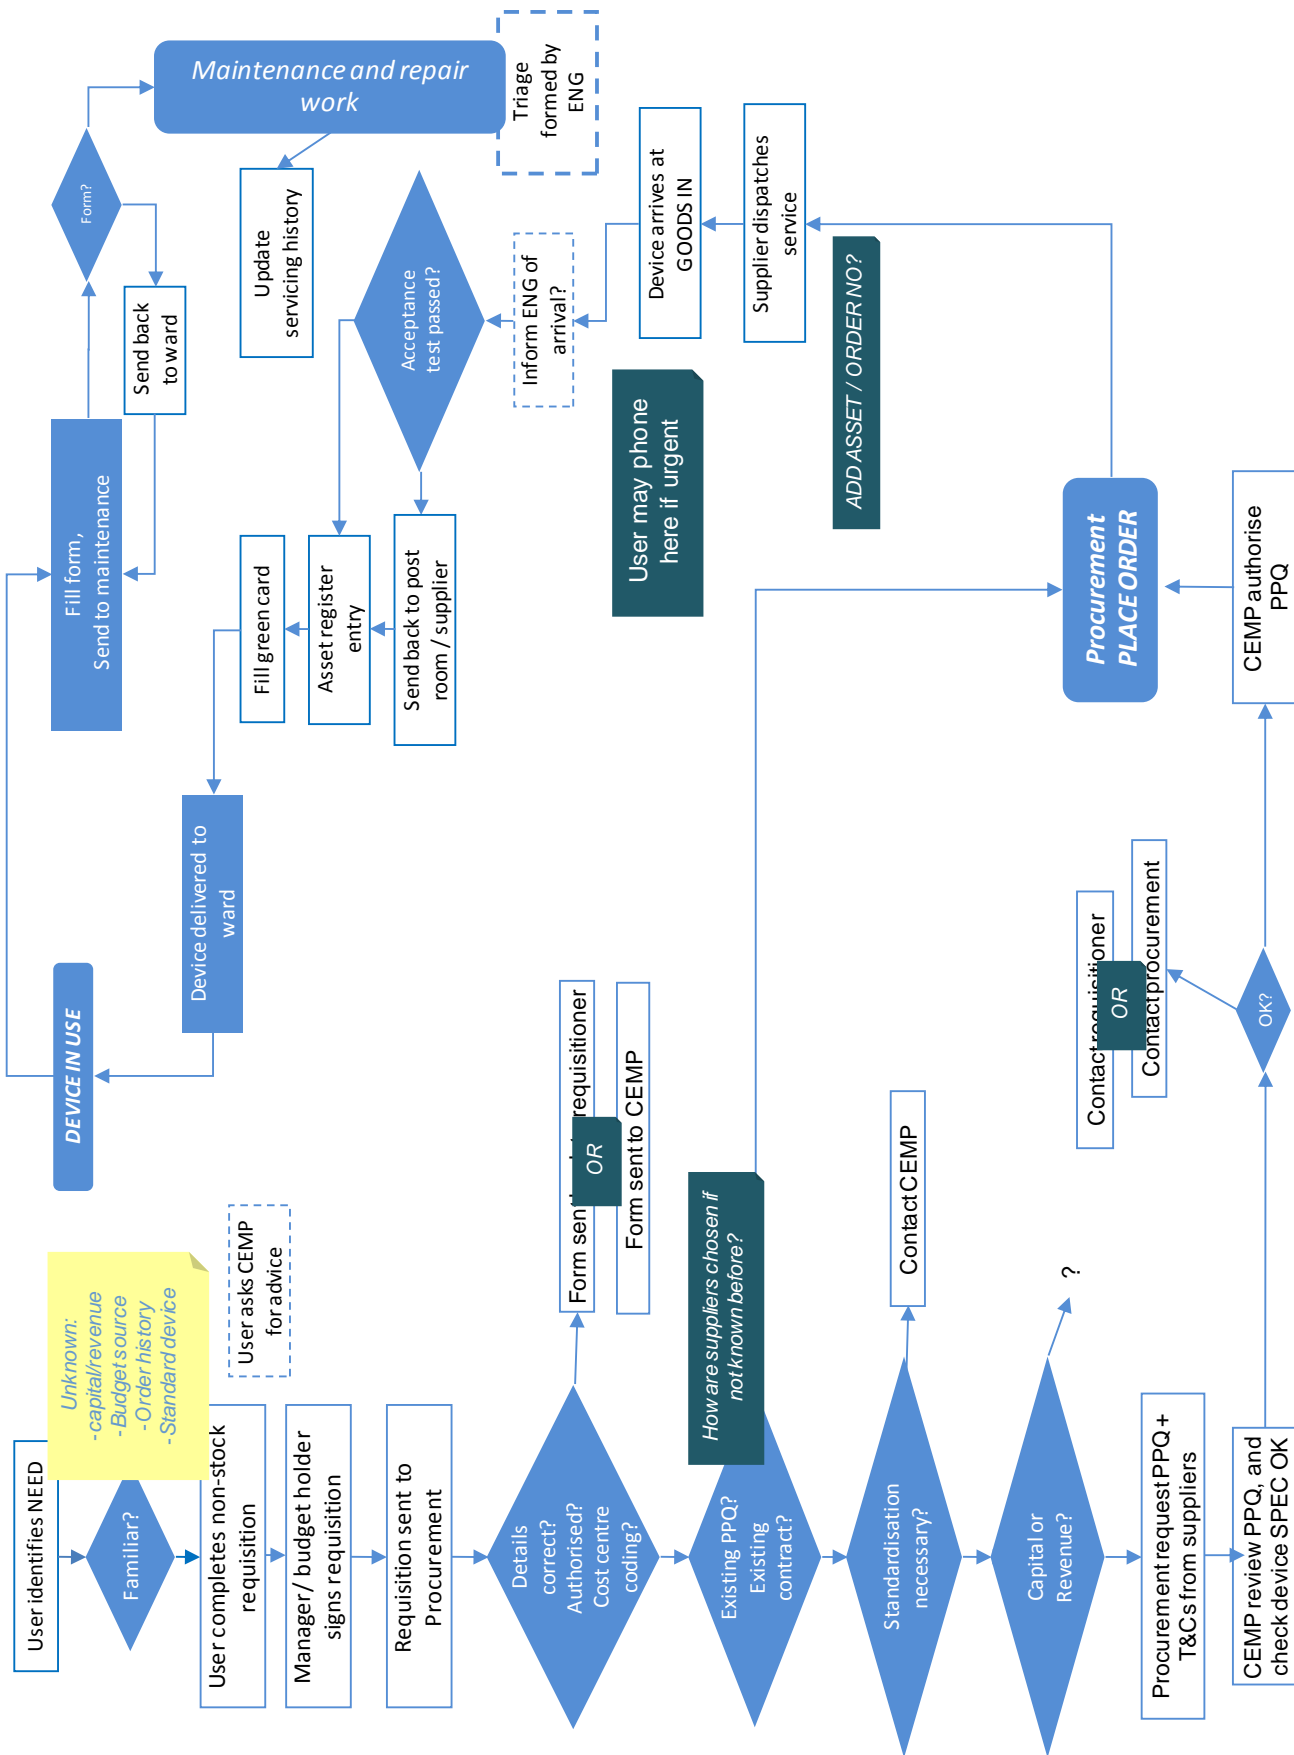 User identifies NEED
Familiar?
Unknown:
- capital/revenue
- Budget source
- Order history
- Standard device
User completes non-stock
requisition
User asks CEMP
for advice
Manager / budget holder
signs requisition
Requisition sent to
Procurement
Details
correct?
Authorised?
Cost centre
coding?
Form sen
requisitioner
OR
Form sent to CEMP
Existing PPQ?
Existing
contract?
How are suppliers chosen if
not known before?
Standardisation
necessary?
Contact CEMP
Capital or
Revenue?
?
Procurement request PPQ +
T&Cs from suppliers
CEMP review PPQ, and
check device SPEC OK
OK?
Contact requisitioner
OR
Contact procurement
CEMP authorise
PPQ
Procurement
PLACE ORDER
ADD ASSET / ORDER NO?
Supplier dispatches
service
Device arrives at
GOODS IN
User may phone
here if urgent
Inform ENG of
arrival?
Acceptance
test passed?
Send back to post
room / supplier
Asset register
entry
Fill green card
Device delivered to
ward
DEVICE IN USE
Fill form,
Send to maintenance
Form?
Send back
to ward
Maintenance and repair
work
Triage
formed by
ENG
Update
servicing history